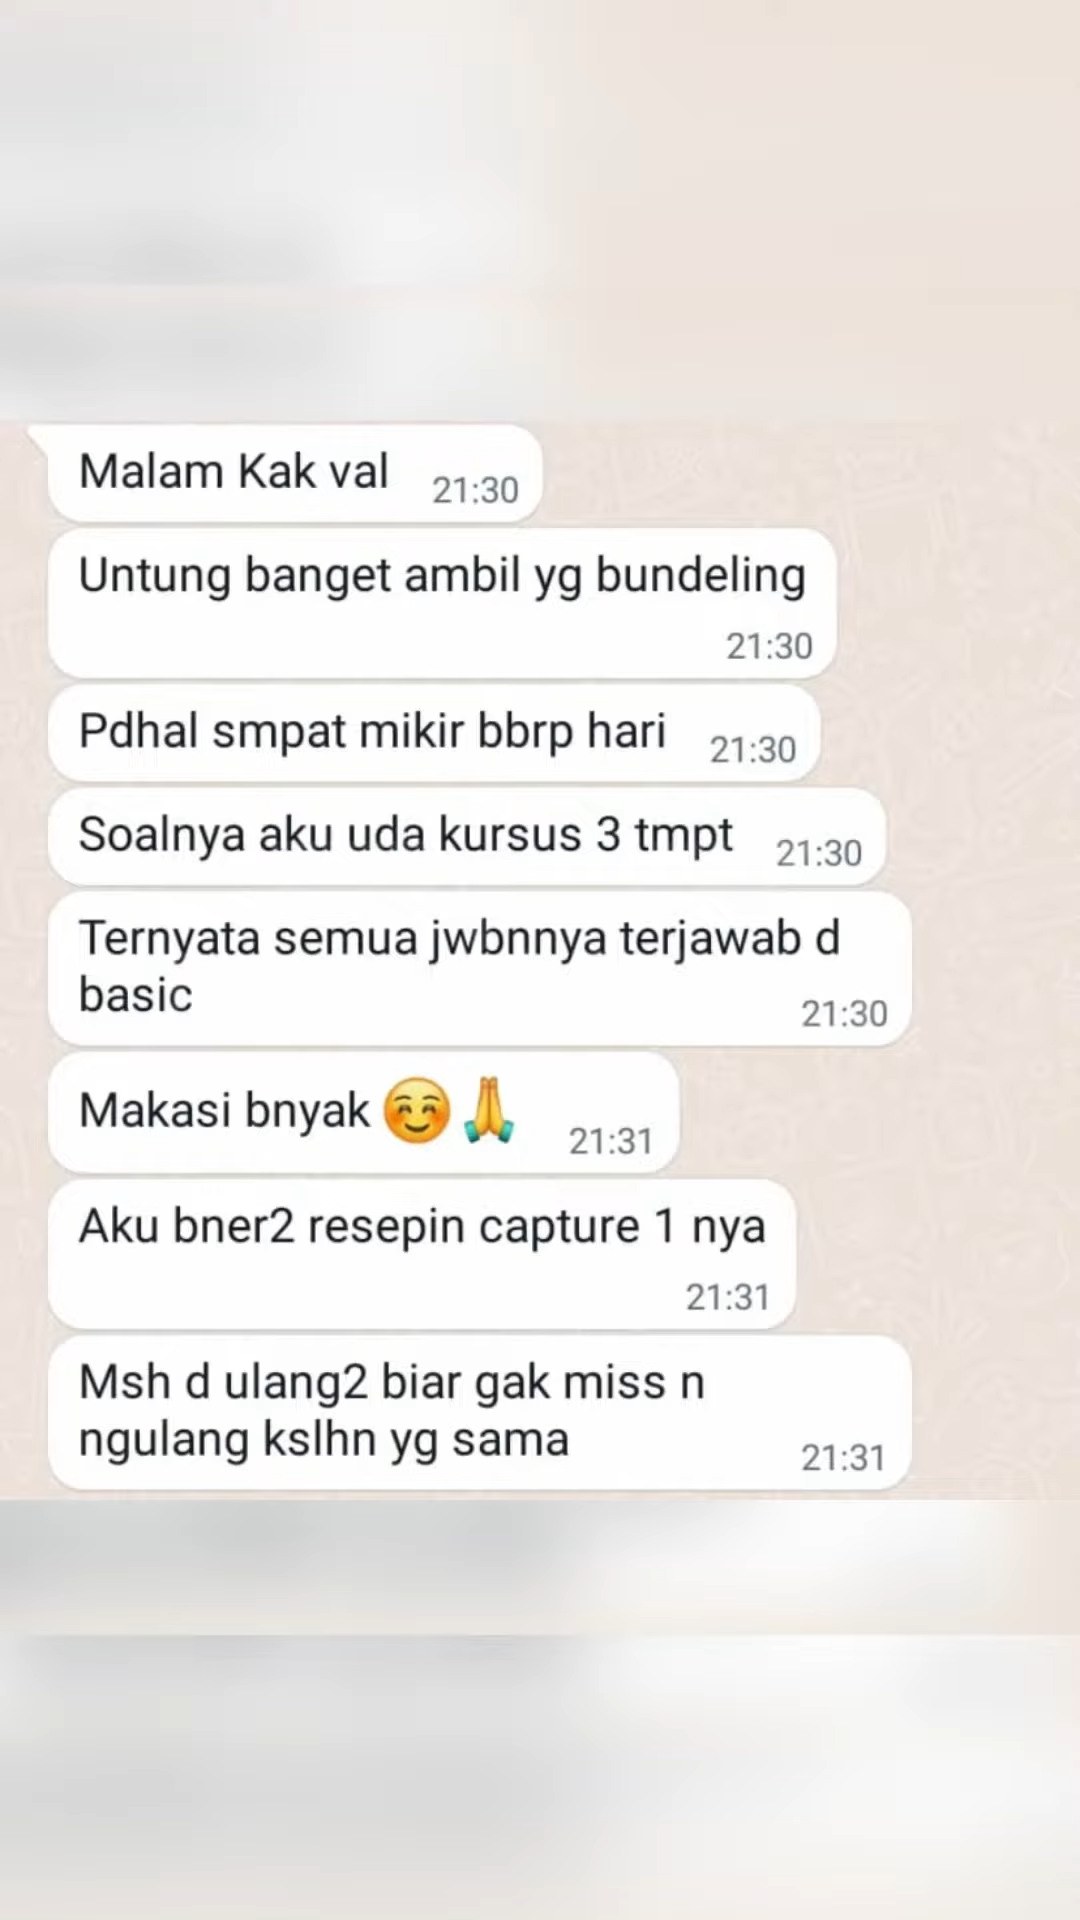 Malam Kak val 21:30
Untung banget ambil yg bundeling
21:30
Pdhal smpat mikir bbrp hari 21:30
Soalnya aku uda kursus 3 tmpt 21:30
Ternyata semua jwbnnya terjawab d
basic 21:30
Makasi bnyak ☺️🙏 21:31
Aku bner2 resepin capture 1 nya
21:31
Msh d ulang2 biar gak miss n
ngulang kslhn yg sama 21:31